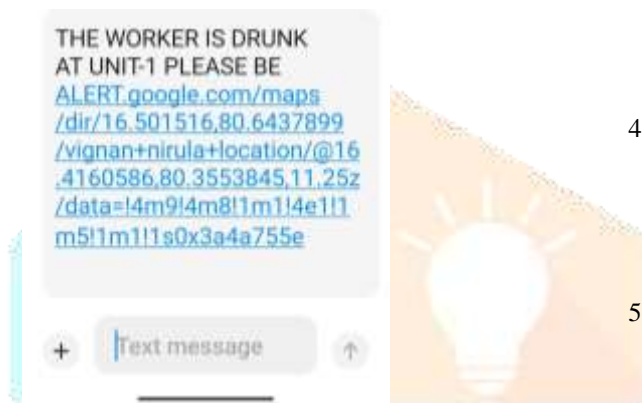 THE WORKER IS DRUNK
AT UNIT-1 PLEASE BE
ALERT.google.com/maps
/dir/16.501516,80.6437899
/vignan+nirula+location/@16
.4160586,80.3553845,11.25z
/data=!4m9!4m8!1m1!4e1!1
m5!1m1!1s0x3a4a755e
4
5
+ Text message ↑